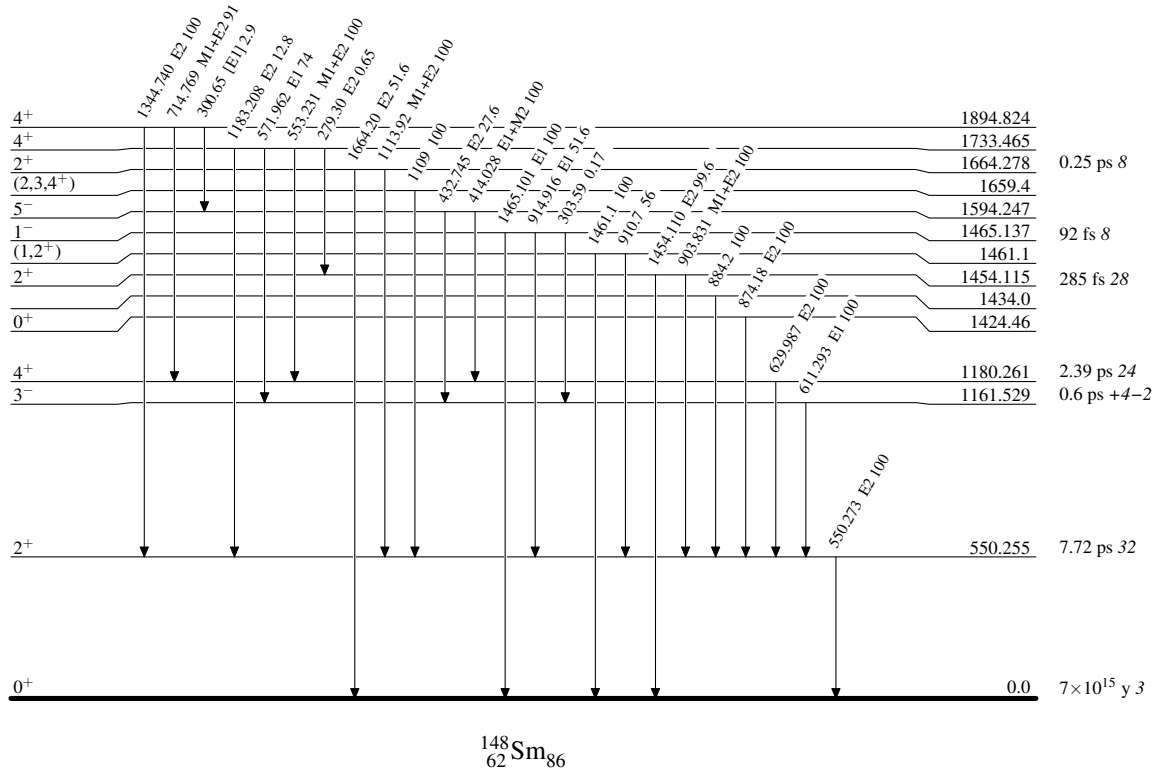 1344.740 E2 100
714.769 M1+E2 91
300.65 [E1] 2.9
1183.208 E2 12.8
571.962 E1 74
553.231 M1+E2 100
279.30 E2 0.65
1664.20 E2 51.6
1113.92 M1+E2 100
1109 100
432.745 E2 27.6
414.028 E1+M2 100
1465.101 E1 100
914.916 E1 51.6
303.59 0.17
1461.1 100
910.7 56
1454.110 E2 99.6
903.831 M1+E2 100
884.2 100
874.18 E2 100
629.987 E2 100
611.293 E1 100
550.273 E2 100
4⁺ 1894.824
4⁺ 1733.465
2⁺ 1664.278 0.25 ps 8
(2,3,4⁺) 1659.4
5⁻ 1594.247
1⁻ 1465.137 92 fs 8
(1,2⁺) 1461.1
2⁺ 1454.115 285 fs 28
1434.0
0⁺ 1424.46
4⁺ 1180.261 2.39 ps 24
3⁻ 1161.529 0.6 ps +4−2
2⁺ 550.255 7.72 ps 32
0⁺ 0.0 7×10¹⁵ y 3
¹⁴⁸₆₂Sm₈₆